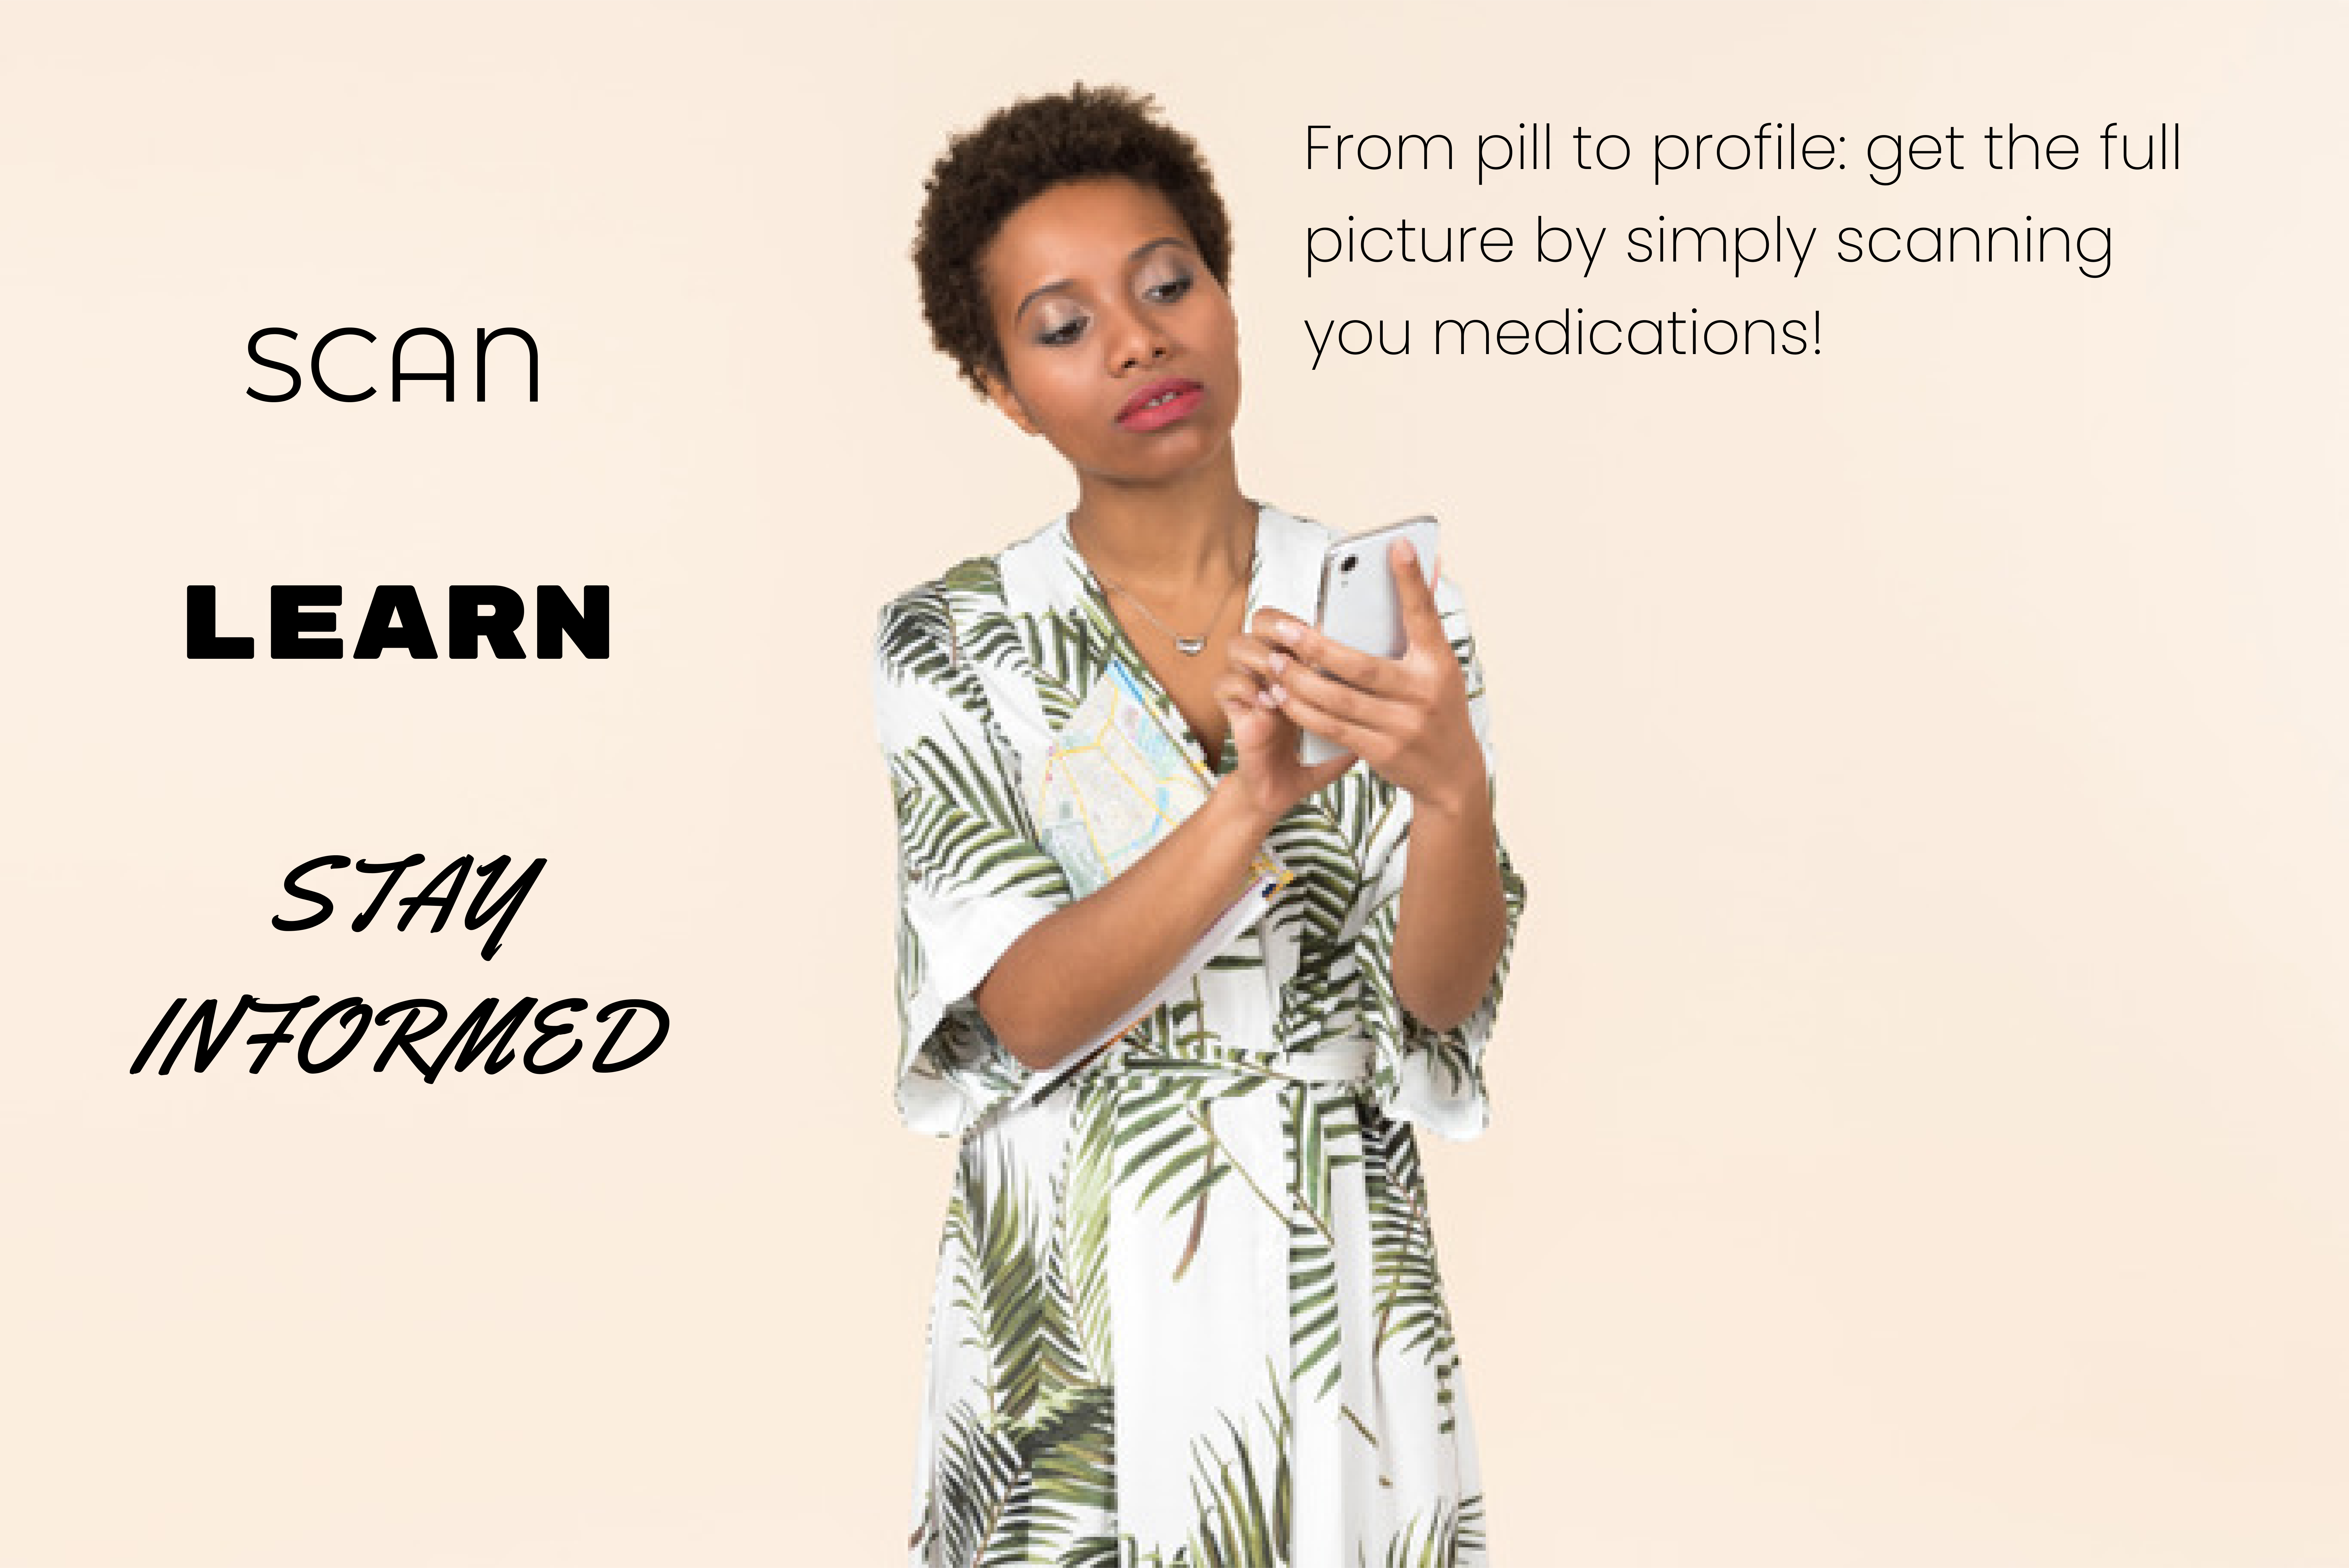 SCAN
LEARN
STAY
INFORMED
From pill to profile: get the full
picture by simply scanning
you medications!